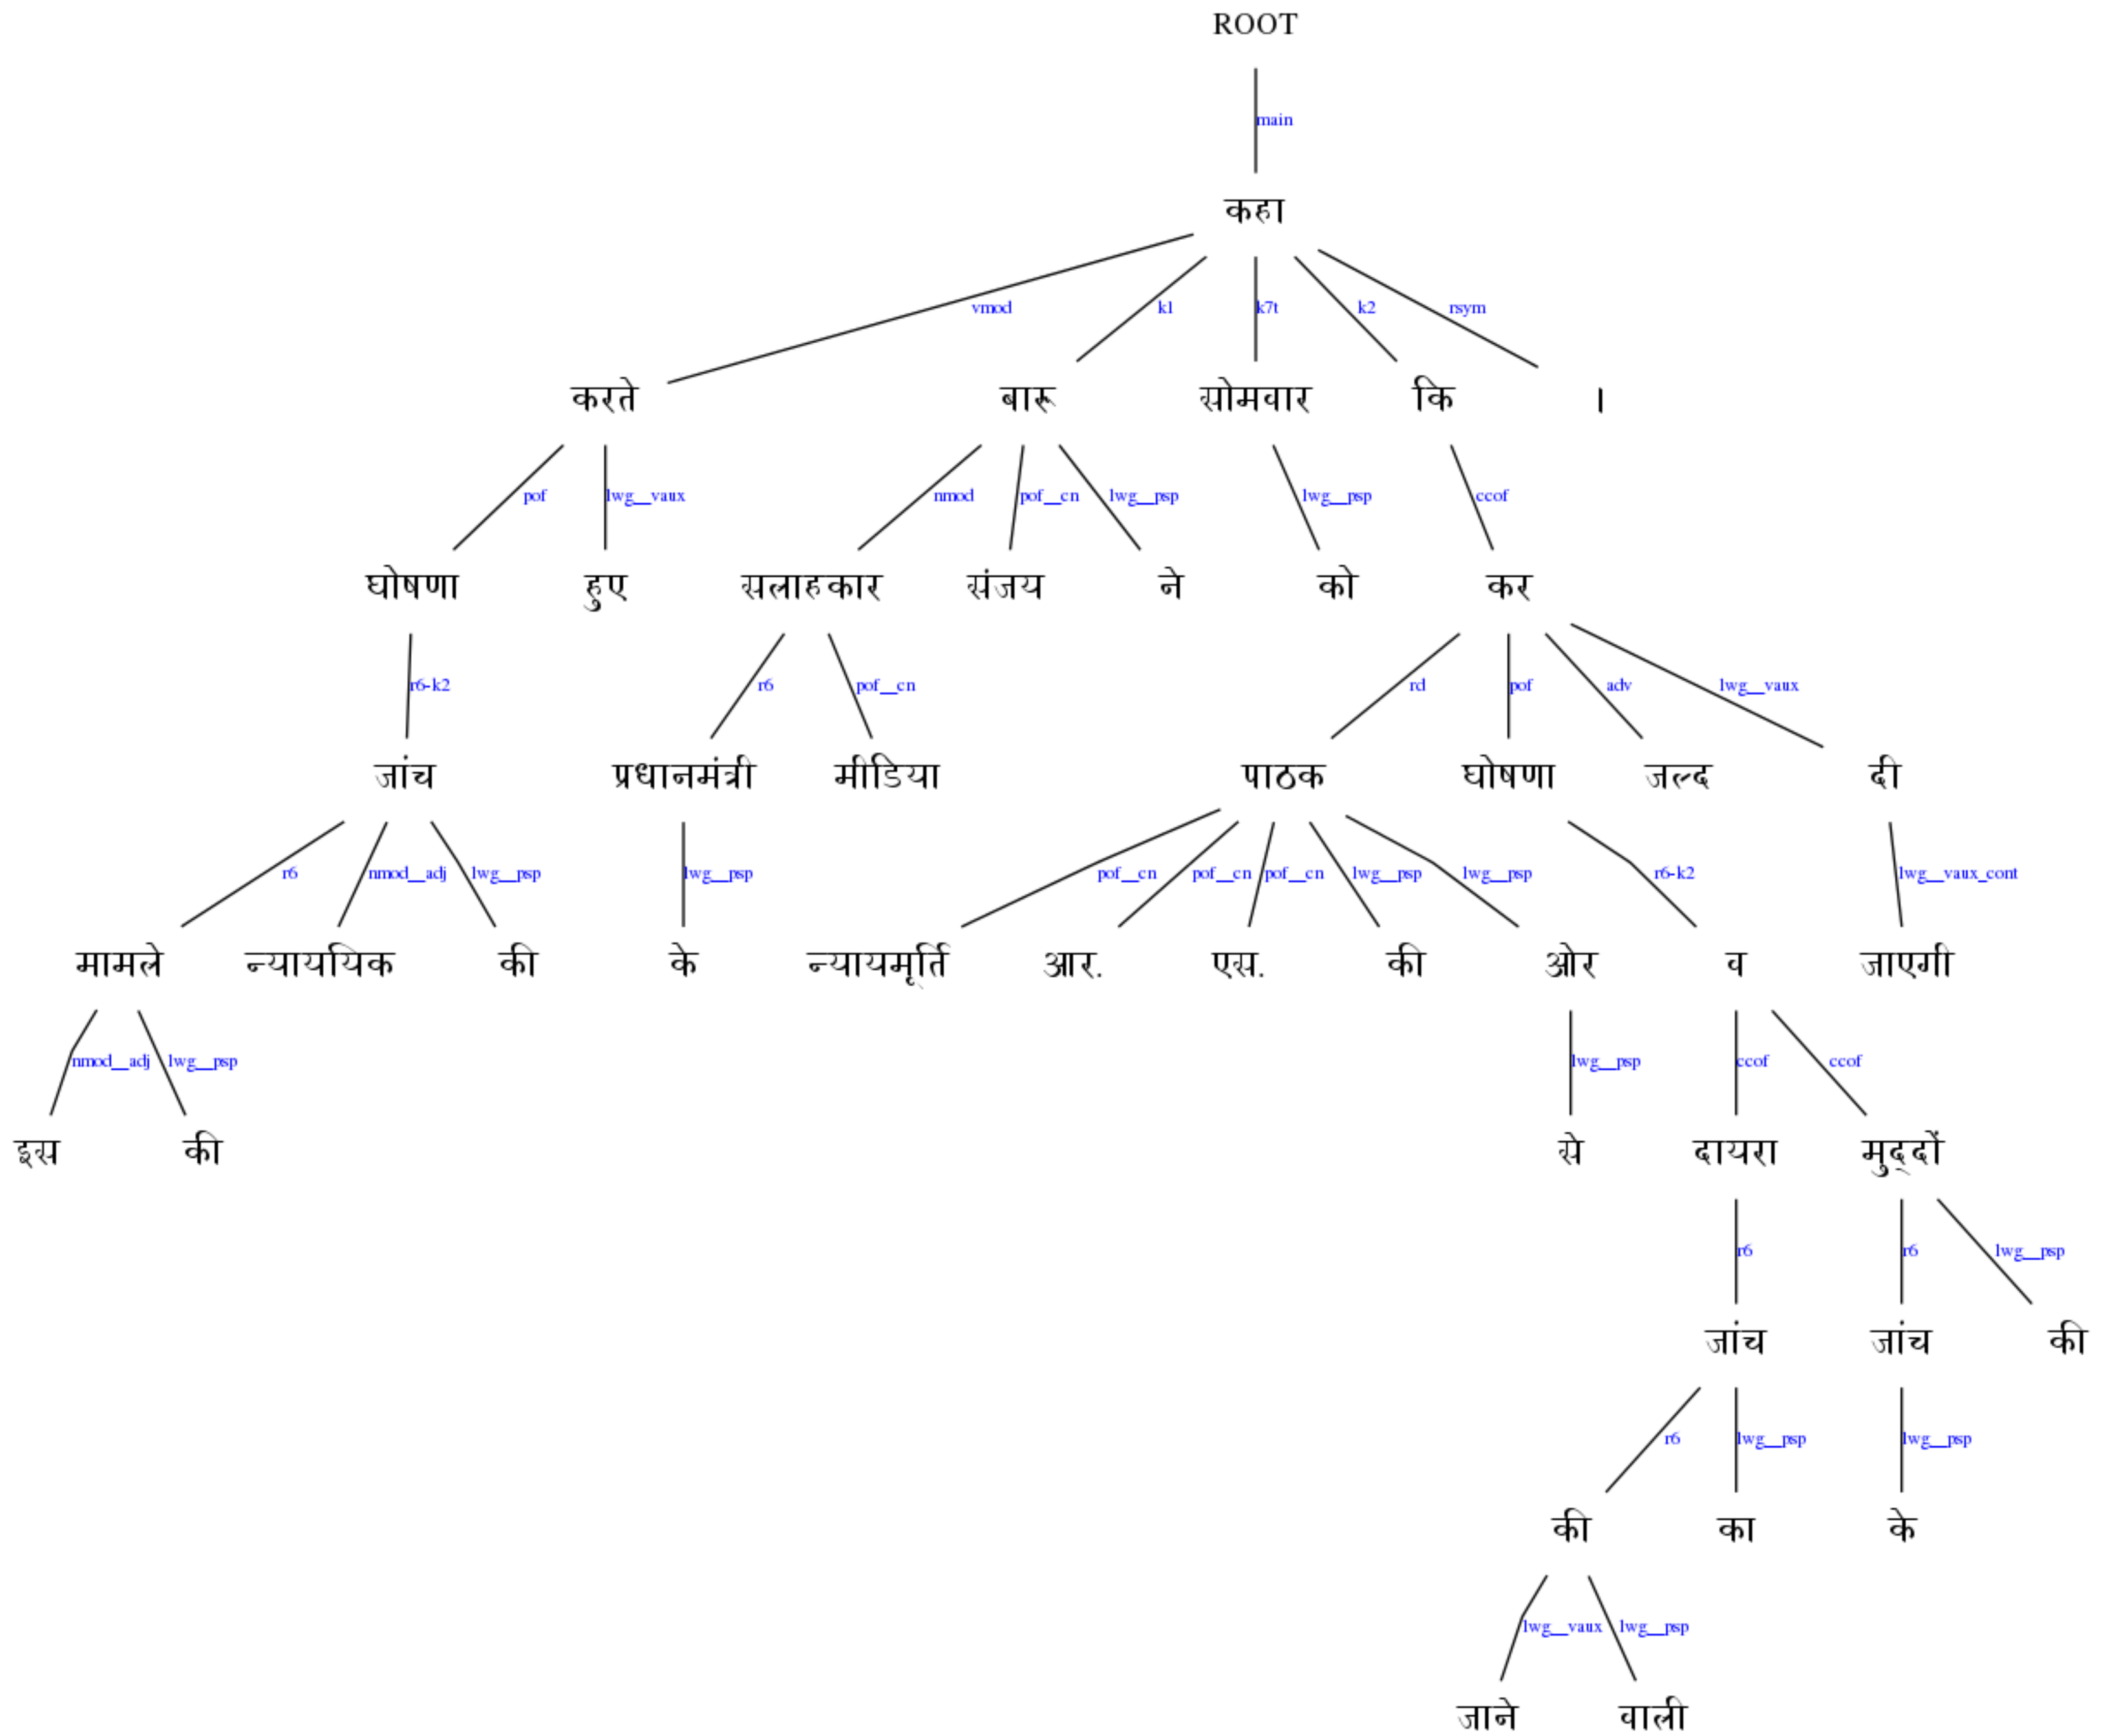 ROOT
main
कहा
vmod k1 k7t k2 rsym
करते बारू सोमवार कि ।
pof lwg__vaux nmod pof__cn lwg__psp lwg__psp ccof
घोषणा हुए सलाहकार संजय ने को कर
r6-k2 r6 pof__cn rd pof adv lwg__vaux
जांच प्रधानमंत्री मीडिया पाठक घोषणा जल्द दी
r6 nmod__adj lwg__psp lwg__psp pof__cn pof__cn pof__cn lwg__psp lwg__psp r6-k2 lwg__vaux_cont
मामले न्याययिक की के न्यायमूर्ति आर. एस. की ओर व जाएगी
nmod__adj lwg__psp lwg__psp ccof ccof
इस की से दायरा मुद्दों
r6 r6 lwg__psp
जांच जांच की
r6 lwg__psp lwg__psp
की का के
lwg__vaux lwg__psp
जाने वाली